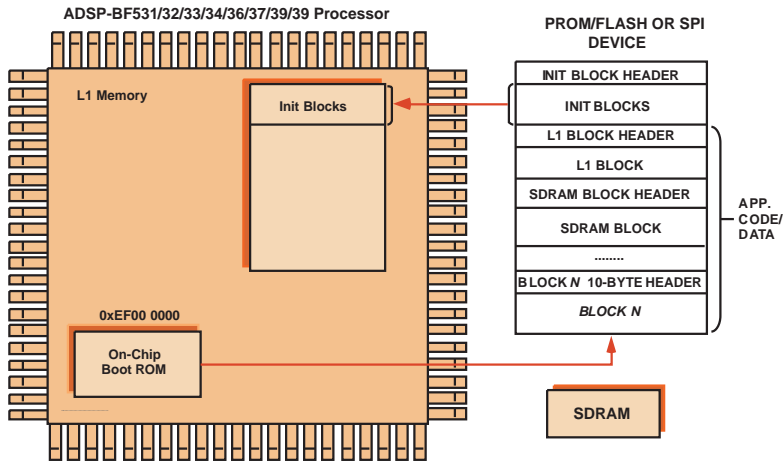 ADSP-BF531/32/33/34/36/37/39/39 Processor
L1 Memory
Init Blocks
0xEF00 0000
On-Chip
Boot ROM
PROM/FLASH OR SPI
DEVICE
INIT BLOCK HEADER
INIT BLOCKS
L1 BLOCK HEADER
L1 BLOCK
SDRAM BLOCK HEADER
SDRAM BLOCK
........
BLOCK N 10-BYTE HEADER
BLOCK N
APP.
CODE/
DATA
SDRAM